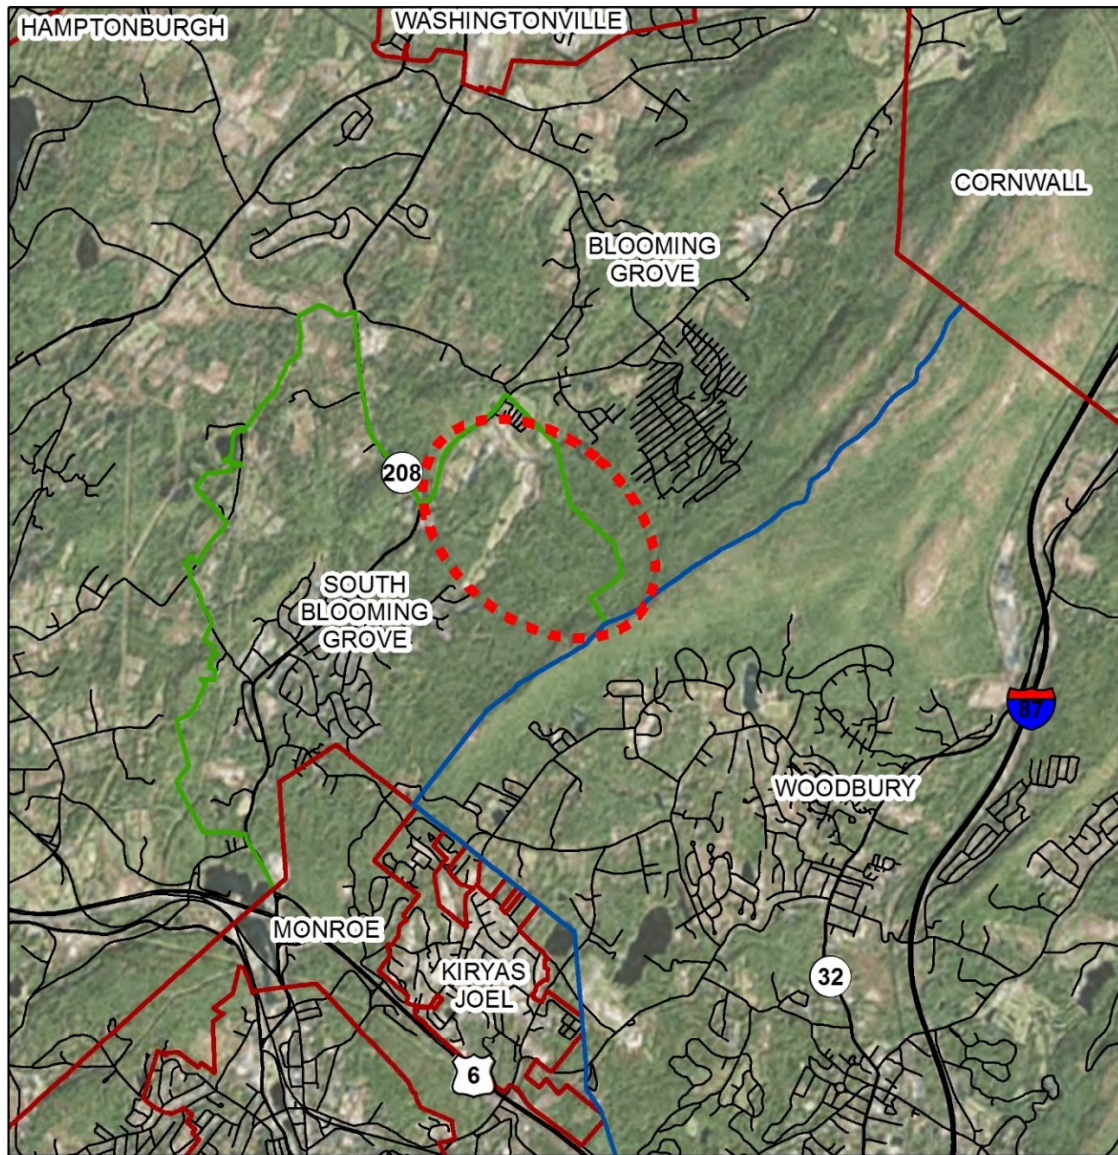 HAMPTONBURGH
WASHINGTONVILLE
CORNWALL
BLOOMING
GROVE
208
SOUTH
BLOOMING
GROVE
87
WOODBURY
MONROE
KIRYAS
JOEL
32
6